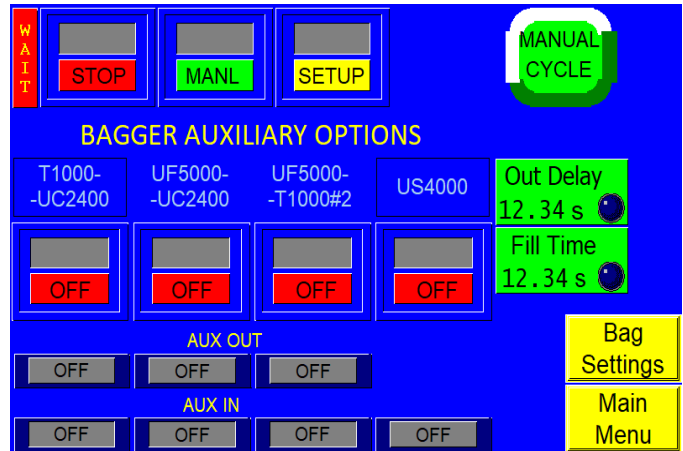 WAIT
STOP
MANL
SETUP
MANUAL
CYCLE
BAGGER AUXILIARY OPTIONS
T1000-
-UC2400
UF5000-
-UC2400
UF5000-
-T1000#2
US4000
Out Delay
12.34 s
Fill Time
12.34 s
OFF
OFF
OFF
OFF
AUX OUT
OFF
OFF
OFF
Bag
Settings
AUX IN
OFF
OFF
OFF
OFF
Main
Menu